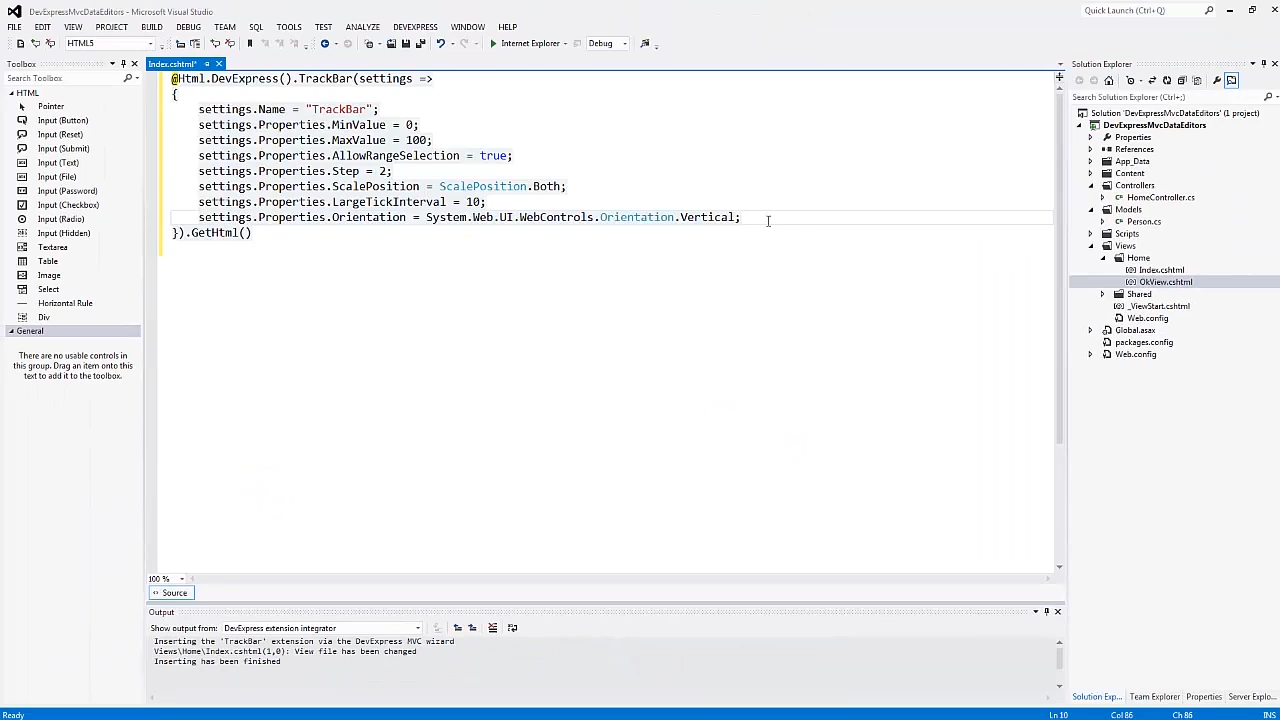 DevExpressMvcDataEditors - Microsoft Visual Studio
Quick Launch (Ctrl+Q)
FILE EDIT VIEW PROJECT BUILD DEBUG TEAM SQL TOOLS TEST ANALYZE DEVEXPRESS WINDOW HELP
HTML5 Internet Explorer Debug
Toolbox
Search Toolbox
HTML
Pointer
Input (Button)
Input (Reset)
Input (Submit)
Input (Text)
Input (File)
Input (Password)
Input (Checkbox)
Input (Radio)
Input (Hidden)
Textarea
Table
Image
Select
Horizontal Rule
Div
General
There are no usable controls in
this group. Drag an item onto this
text to add it to the toolbox.
Index.cshtml*
@Html.DevExpress().TrackBar(settings =>
{
settings.Name = "TrackBar";
settings.Properties.MinValue = 0;
settings.Properties.MaxValue = 100;
settings.Properties.AllowRangeSelection = true;
settings.Properties.Step = 2;
settings.Properties.ScalePosition = ScalePosition.Both;
settings.Properties.LargeTickInterval = 10;
settings.Properties.Orientation = System.Web.UI.WebControls.Orientation.Vertical;
}).GetHtml()
100 %
Source
Output
Show output from: DevExpress extension integrator
Inserting the 'TrackBar' extension via the DevExpress MVC wizard
Views\Home\Index.cshtml(1,0): View file has been changed
Inserting has been finished
Solution Explorer
Search Solution Explorer (Ctrl+;)
Solution 'DevExpressMvcDataEditors' (1 project)
DevExpressMvcDataEditors
Properties
References
App_Data
Content
Controllers
HomeController.cs
Models
Person.cs
Scripts
Views
Home
Index.cshtml
OkView.cshtml
Shared
_ViewStart.cshtml
Web.config
Global.asax
packages.config
Web.config
Solution Exp... Team Explorer Properties Server Explo...
Ready Ln 10 Col 86 Ch 86 INS